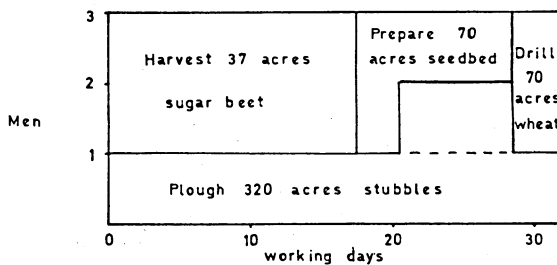 3
Harvest 37 acres
sugar beet
Prepare 70
acres seedbed
Drill
70
acres
wheat
2
Men
1
Plough 320 acres stubbles
0
10
20
30
working days